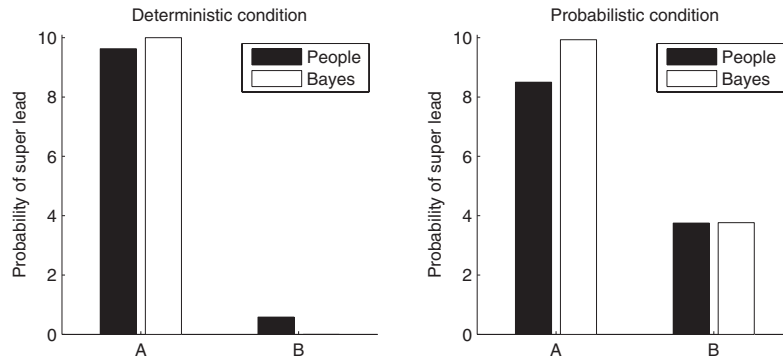 Deterministic condition
Probability of super lead
10
8
6
4
2
0
A
B
People
Bayes
Probabilistic condition
Probability of super lead
10
8
6
4
2
0
A
B
People
Bayes